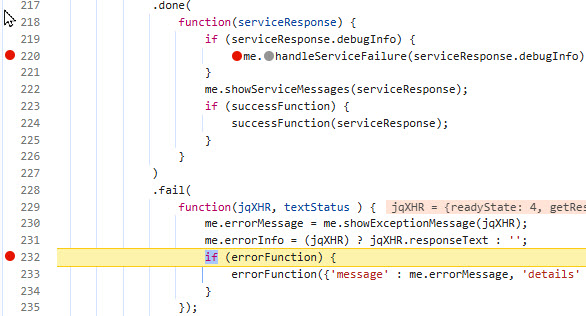 217 .done(
218 function(serviceResponse) {
219 if (serviceResponse.debugInfo) {
220 me.handleServiceFailure(serviceResponse.debugInfo)
221 }
222 me.showServiceMessages(serviceResponse);
223 if (successFunction) {
224 successFunction(serviceResponse);
225 }
226 }
227 )
228 .fail(
229 function(jqXHR, textStatus ) { jqXHR = {readyState: 4, getRes
230 me.errorMessage = me.showExceptionMessage(jqXHR);
231 me.errorInfo = (jqXHR) ? jqXHR.responseText : '';
232 if (errorFunction) {
233 errorFunction({'message' : me.errorMessage, 'details'
234 }
235 });